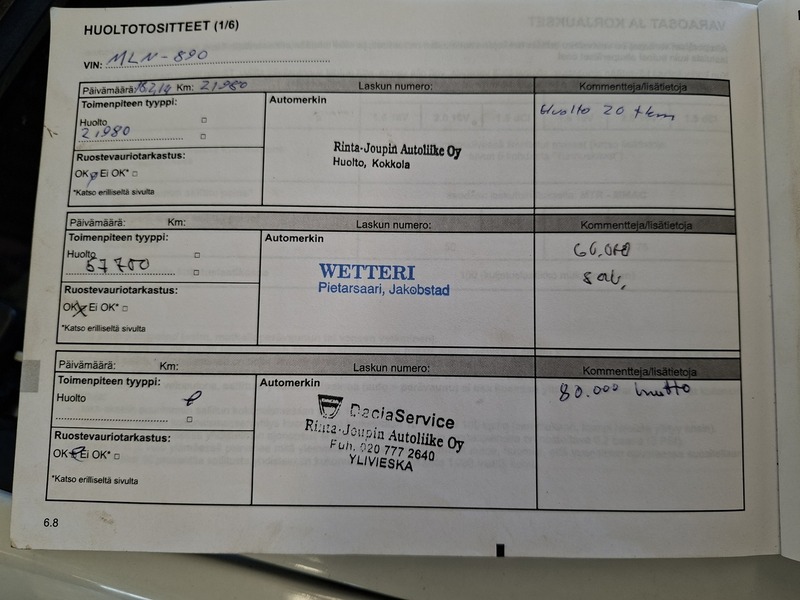 HUOLTOTOSITTEET (1/6)
VIN: MLN-890
Päivämäärä: Km: 21980 Laskun numero: Kommentteja/lisätietoja
Toimenpiteen tyyppi: Automerkin Huolto 20 tkm
Huolto □
21980 □
Rinta-Joupin Autoliike Oy
Huolto, Kokkola
Ruostevauriotarkastus:
OK Ei OK* □
*Katso erilliseltä sivulta
Päivämäärä: Km: Laskun numero: Kommentteja/lisätietoja
Toimenpiteen tyyppi: Automerkin
Huolto □
57700 □
WETTERI
Pietarsaari, Jakobstad
60.000
Ruostevauriotarkastus:
OK Ei OK* □
*Katso erilliseltä sivulta
Päivämäärä: Km: Laskun numero: Kommentteja/lisätietoja
Toimenpiteen tyyppi: Automerkin 80.000 huolto
Huolto
□
DACIA DaciaService
Rinta-Joupin Autoliike Oy
Puh. 020 777 2640
YLIVIESKA
Ruostevauriotarkastus:
OK Ei OK* □
*Katso erilliseltä sivulta
6.8